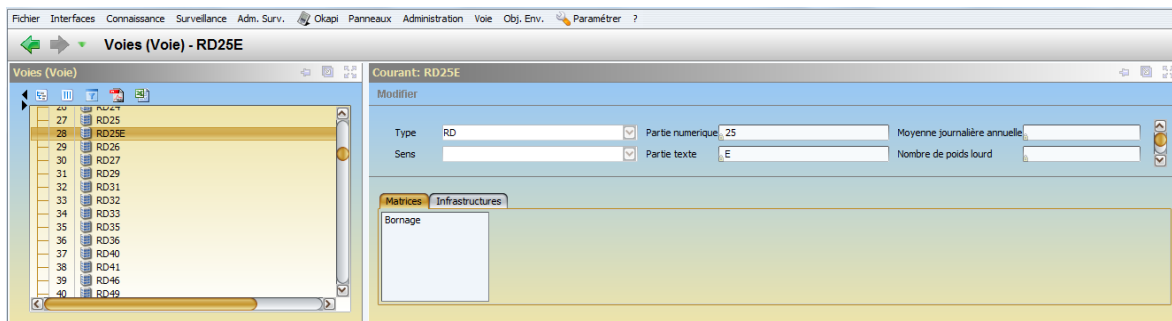 Fichier Interfaces Connaissance Surveillance Adm. Surv. Okapi Panneaux Administration Voie Obj. Env. Paramétrer ?
Voies (Voie) - RD25E
Voies (Voie)
26 RD24
27 RD25
28 RD25E
29 RD26
30 RD27
31 RD29
32 RD31
33 RD32
34 RD33
35 RD35
36 RD36
37 RD40
38 RD41
39 RD46
40 RD49
Courant: RD25E
Modifier
Type RD Partie numerique 25 Moyenne journalière annuelle
Sens Partie texte E Nombre de poids lourd
Matrices Infrastructures
Bornage